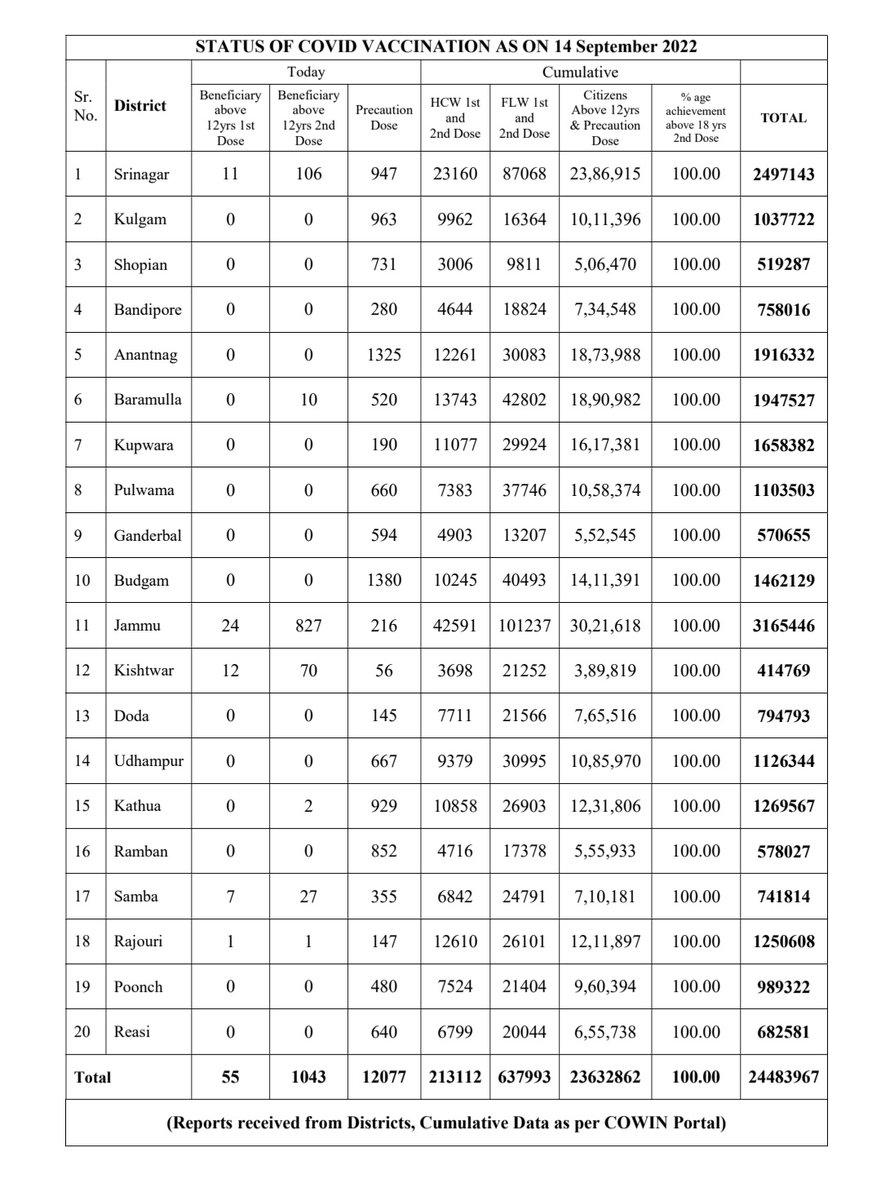 STATUS OF COVID VACCINATION AS ON 14 September 2022
Sr. No. District Today Cumulative
Beneficiary above 12yrs 1st Dose Beneficiary above 12yrs 2nd Dose Precaution Dose HCW 1st and 2nd Dose FLW 1st and 2nd Dose Citizens Above 12yrs & Precaution Dose % age achievement above 18 yrs 2nd Dose TOTAL
1 Srinagar 11 106 947 23160 87068 23,86,915 100.00 2497143
2 Kulgam 0 0 963 9962 16364 10,11,396 100.00 1037722
3 Shopian 0 0 731 3006 9811 5,06,470 100.00 519287
4 Bandipore 0 0 280 4644 18824 7,34,548 100.00 758016
5 Anantnag 0 0 1325 12261 30083 18,73,988 100.00 1916332
6 Baramulla 0 10 520 13743 42802 18,90,982 100.00 1947527
7 Kupwara 0 0 190 11077 29924 16,17,381 100.00 1658382
8 Pulwama 0 0 660 7383 37746 10,58,374 100.00 1103503
9 Ganderbal 0 0 594 4903 13207 5,52,545 100.00 570655
10 Budgam 0 0 1380 10245 40493 14,11,391 100.00 1462129
11 Jammu 24 827 216 42591 101237 30,21,618 100.00 3165446
12 Kishtwar 12 70 56 3698 21252 3,89,819 100.00 414769
13 Doda 0 0 145 7711 21566 7,65,516 100.00 794793
14 Udhampur 0 0 667 9379 30995 10,85,970 100.00 1126344
15 Kathua 0 2 929 10858 26903 12,31,806 100.00 1269567
16 Ramban 0 0 852 4716 17378 5,55,933 100.00 578027
17 Samba 7 27 355 6842 24791 7,10,181 100.00 741814
18 Rajouri 1 1 147 12610 26101 12,11,897 100.00 1250608
19 Poonch 0 0 480 7524 21404 9,60,394 100.00 989322
20 Reasi 0 0 640 6799 20044 6,55,738 100.00 682581
Total 55 1043 12077 213112 637993 23632862 100.00 24483967
(Reports received from Districts, Cumulative Data as per COWIN Portal)